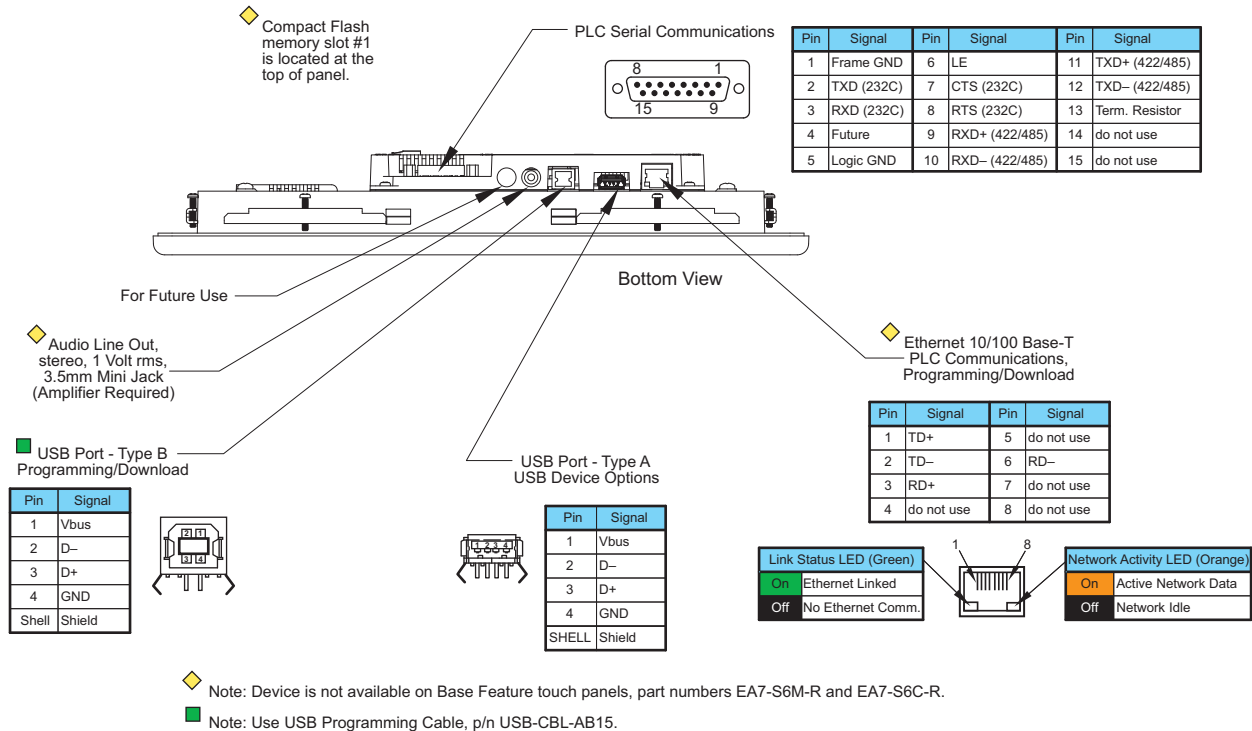 Compact Flash
memory slot #1
is located at the
top of panel.
PLC Serial Communications
8 1
15 9
Pin Signal Pin Signal Pin Signal
1 Frame GND 6 LE 11 TXD+ (422/485)
2 TXD (232C) 7 CTS (232C) 12 TXD– (422/485)
3 RXD (232C) 8 RTS (232C) 13 Term. Resistor
4 Future 9 RXD+ (422/485) 14 do not use
5 Logic GND 10 RXD– (422/485) 15 do not use
Bottom View
For Future Use
Audio Line Out,
stereo, 1 Volt rms,
3.5mm Mini Jack
(Amplifier Required)
Ethernet 10/100 Base-T
PLC Communications,
Programming/Download
Pin Signal Pin Signal
1 TD+ 5 do not use
2 TD– 6 RD–
3 RD+ 7 do not use
4 do not use 8 do not use
USB Port - Type B
Programming/Download
Pin Signal
1 Vbus
2 D–
3 D+
4 GND
Shell Shield
2 1
3 4
USB Port - Type A
USB Device Options
1 2 3 4
Pin Signal
1 Vbus
2 D–
3 D+
4 GND
SHELL Shield
Link Status LED (Green)
On Ethernet Linked
Off No Ethernet Comm.
1 8
Network Activity LED (Orange)
On Active Network Data
Off Network Idle
Note: Device is not available on Base Feature touch panels, part numbers EA7-S6M-R and EA7-S6C-R.
Note: Use USB Programming Cable, p/n USB-CBL-AB15.